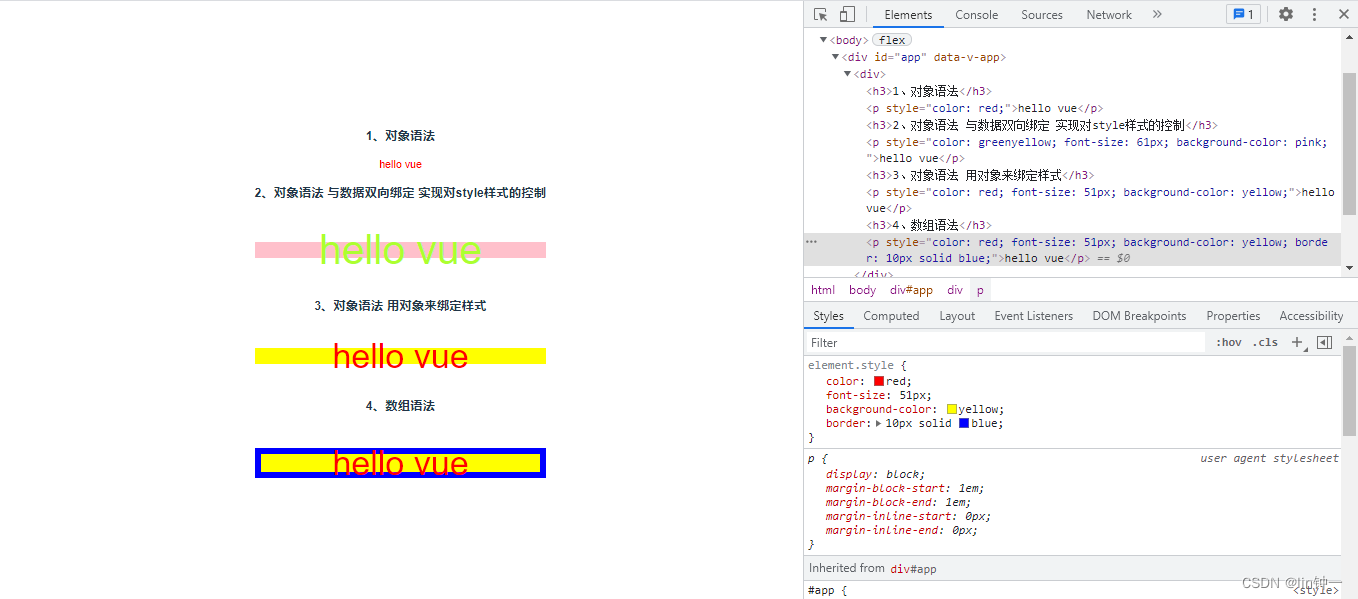 1、对象语法
hello vue
2、对象语法 与数据双向绑定 实现对style样式的控制
hello vue
3、对象语法 用对象来绑定样式
hello vue
4、数组语法
hello vue
Elements Console Sources Network » 1
<body> flex
<div id="app" data-v-app>
<div>
<h3>1、对象语法</h3>
<p style="color: red;">hello vue</p>
<h3>2、对象语法 与数据双向绑定 实现对style样式的控制</h3>
<p style="color: greenyellow; font-size: 61px; background-color: pink;
">hello vue</p>
<h3>3、对象语法 用对象来绑定样式</h3>
<p style="color: red; font-size: 51px; background-color: yellow;">hello
vue</p>
<h3>4、数组语法</h3>
<p style="color: red; font-size: 51px; background-color: yellow; borde
r: 10px solid blue;">hello vue</p> == $0
</div>
html body div#app div p
Styles Computed Layout Event Listeners DOM Breakpoints Properties Accessibility
Filter :hov .cls +
element.style {
color: red;
font-size: 51px;
background-color: yellow;
border: 10px solid blue;
}
p { user agent stylesheet
display: block;
margin-block-start: 1em;
margin-block-end: 1em;
margin-inline-start: 0px;
margin-inline-end: 0px;
}
Inherited from div#app
#app { <style>
CSDN @lin钟一